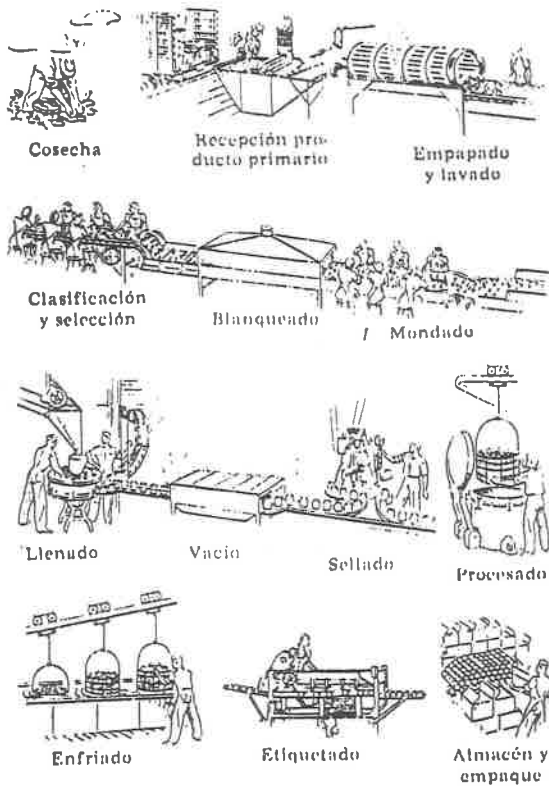 Cosecha
Recepción pro-
ducto primario
Empapado
y lavado
Clasificación
y selección
Blanqueado
Mondado
Llenado
Vacío
Sellado
Procesado
Enfriado
Etiquetado
Almacén y
empaque